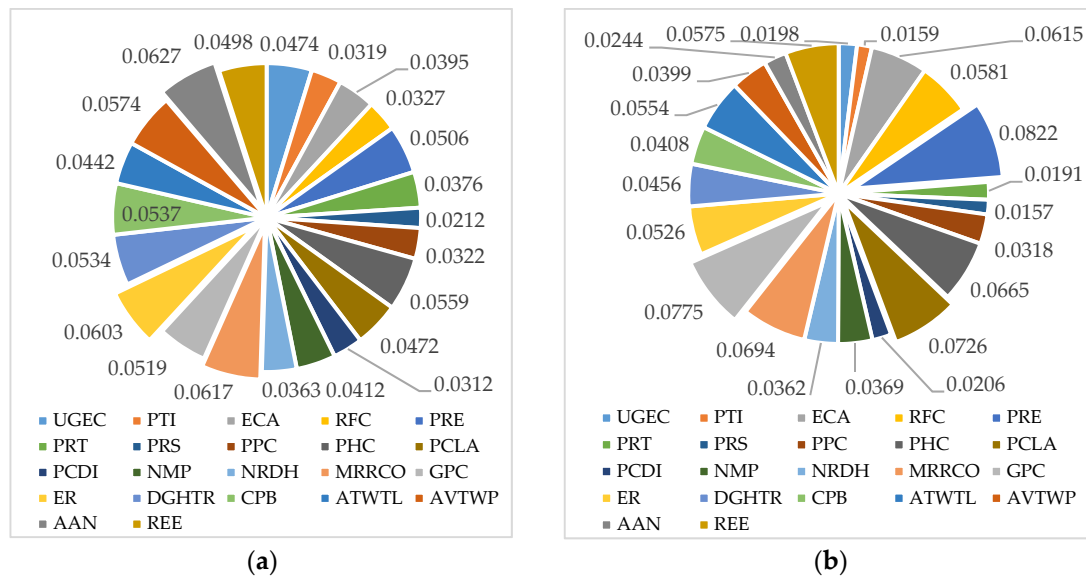 0.0498 0.0474
0.0627 0.0319
0.0574 0.0395
0.0442 0.0327
0.0537 0.0506
0.0534 0.0376
0.0603 0.0212
0.0519 0.0322
0.0617 0.0559
0.0363 0.0412 0.0472
0.0312
UGEC PTI ECA RFC PRE
PRT PRS PPC PHC PCLA
PCDI NMP NRDH MRRCO GPC
ER DGHTR CPB ATWTL AVTWP
AAN REE
(a)
0.0575 0.0198 0.0159 0.0615
0.0244 0.0581
0.0399
0.0554 0.0822
0.0408 0.0191
0.0456 0.0157
0.0526 0.0318
0.0775 0.0665
0.0694 0.0726
0.0362 0.0369 0.0206
UGEC PTI ECA RFC PRE
PRT PRS PPC PHC PCLA
PCDI NMP NRDH MRRCO GPC
ER DGHTR CPB ATWTL AVTWP
AAN REE
(b)